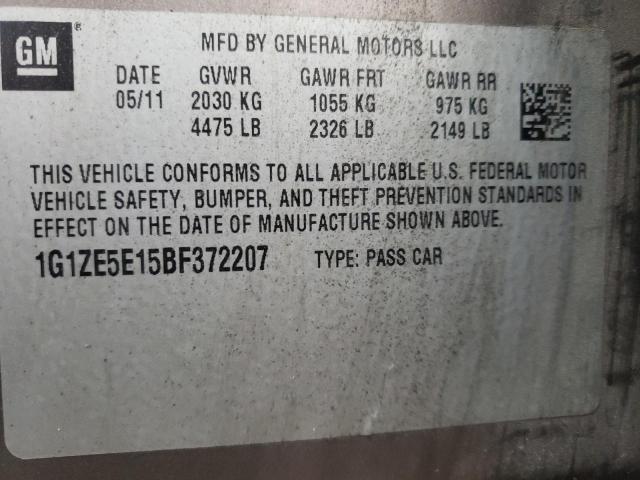 GM ®
MFD BY GENERAL MOTORS LLC
DATE GVWR GAWR FRT GAWR RR
05/11 2030 KG 1055 KG 975 KG
4475 LB 2326 LB 2149 LB
THIS VEHICLE CONFORMS TO ALL APPLICABLE U.S. FEDERAL MOTOR
VEHICLE SAFETY, BUMPER, AND THEFT PREVENTION STANDARDS IN
EFFECT ON THE DATE OF MANUFACTURE SHOWN ABOVE.
1G1ZE5E15BF372207 TYPE: PASS CAR